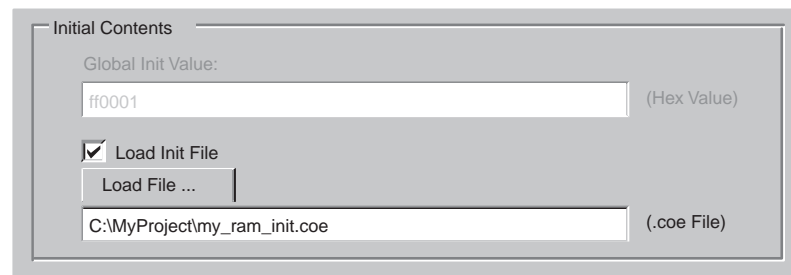 Initial Contents
Global Init Value:
ff0001 (Hex Value)
Load Init File
Load File ...
C:\MyProject\my_ram_init.coe (.coe File)